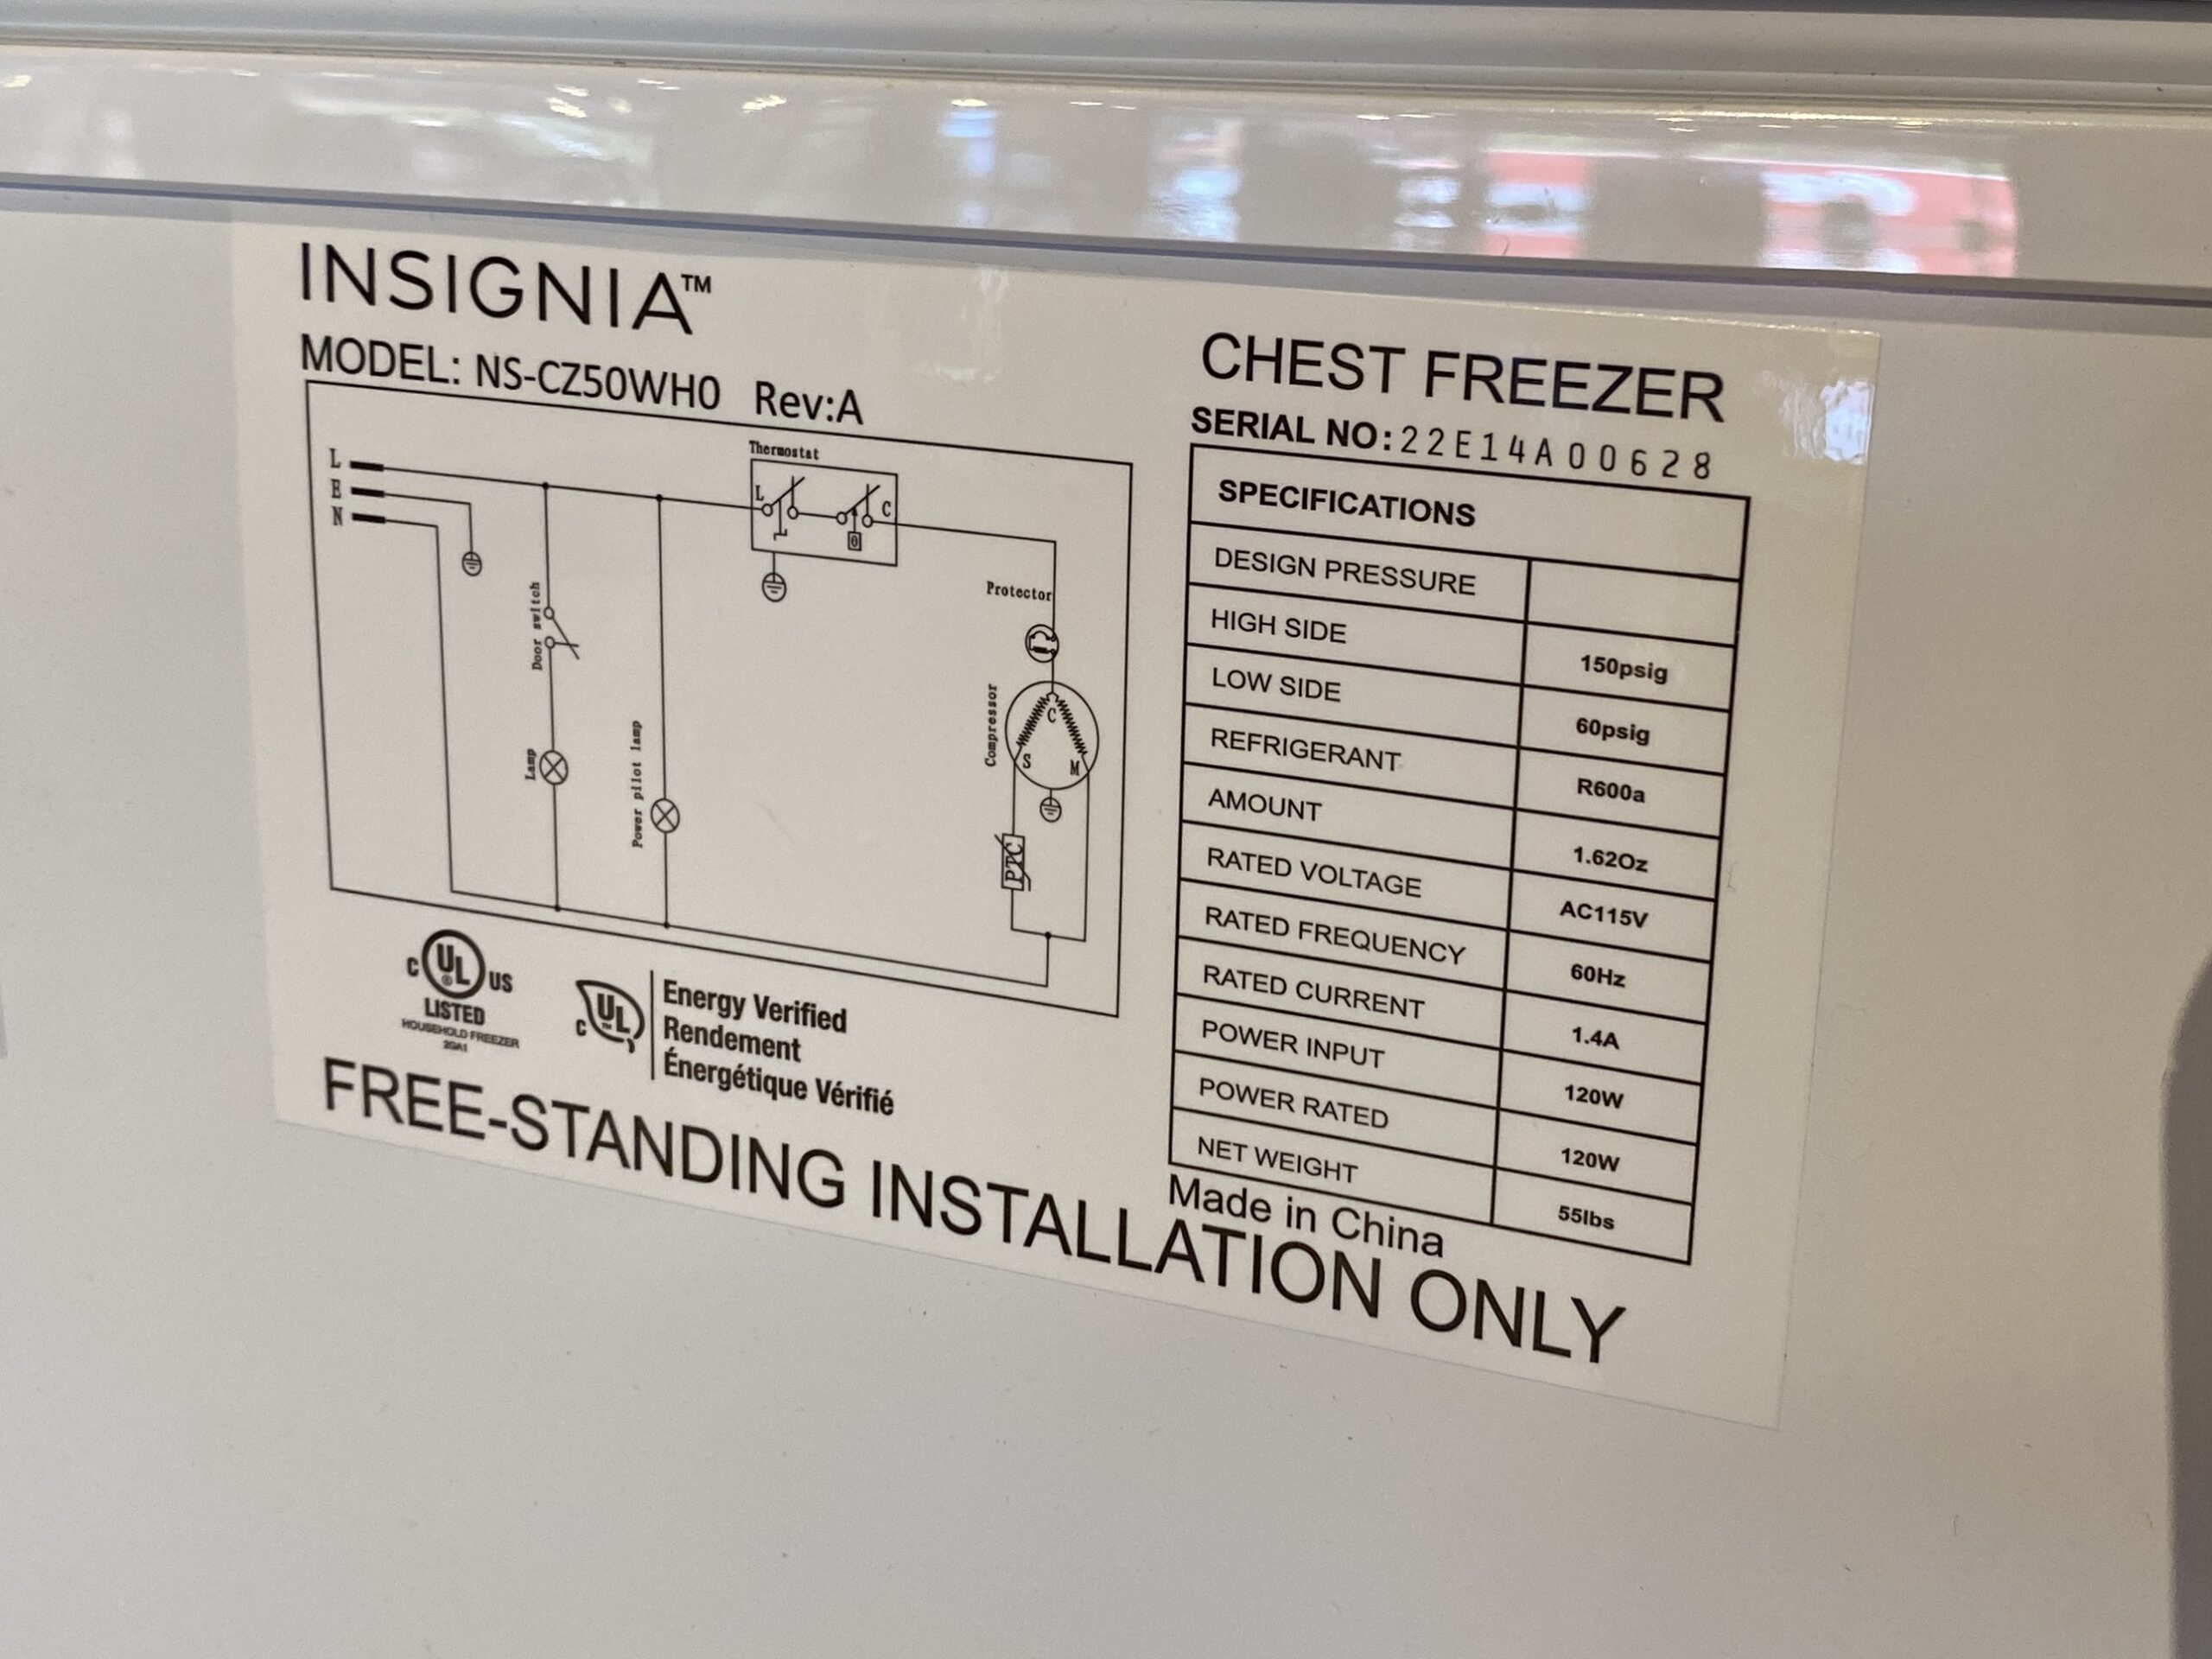 INSIGNIA™
MODEL: NS-CZ50WH0 Rev:A
L
E
N
Thermostat
L
C
θ
Door switch
Lamp
Power pilot lamp
Protector
Compressor
C
S
M
PTC
C UL ® US
LISTED
HOUSEHOLD FREEZER
20A1
C UL ™
Energy Verified
Rendement
Énergétique Vérifié
CHEST FREEZER
SERIAL NO: 22E14A00628
SPECIFICATIONS
DESIGN PRESSURE
HIGH SIDE 150psig
LOW SIDE 60psig
REFRIGERANT R600a
AMOUNT 1.62Oz
RATED VOLTAGE AC115V
RATED FREQUENCY 60Hz
RATED CURRENT 1.4A
POWER INPUT 120W
POWER RATED 120W
NET WEIGHT 55lbs
Made in China
FREE-STANDING INSTALLATION ONLY